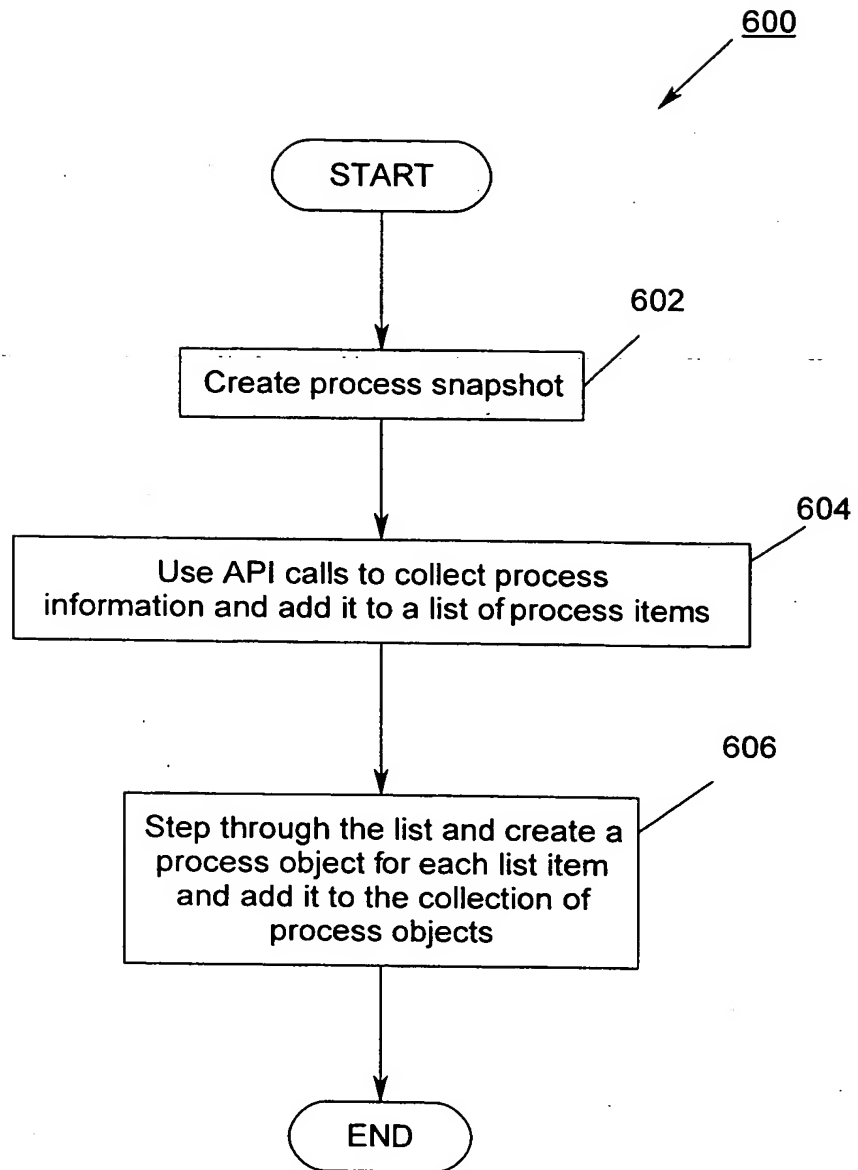 600
START
602
Create process snapshot
604
Use API calls to collect process
information and add it to a list of process items
606
Step through the list and create a
process object for each list item
and add it to the collection of
process objects
END